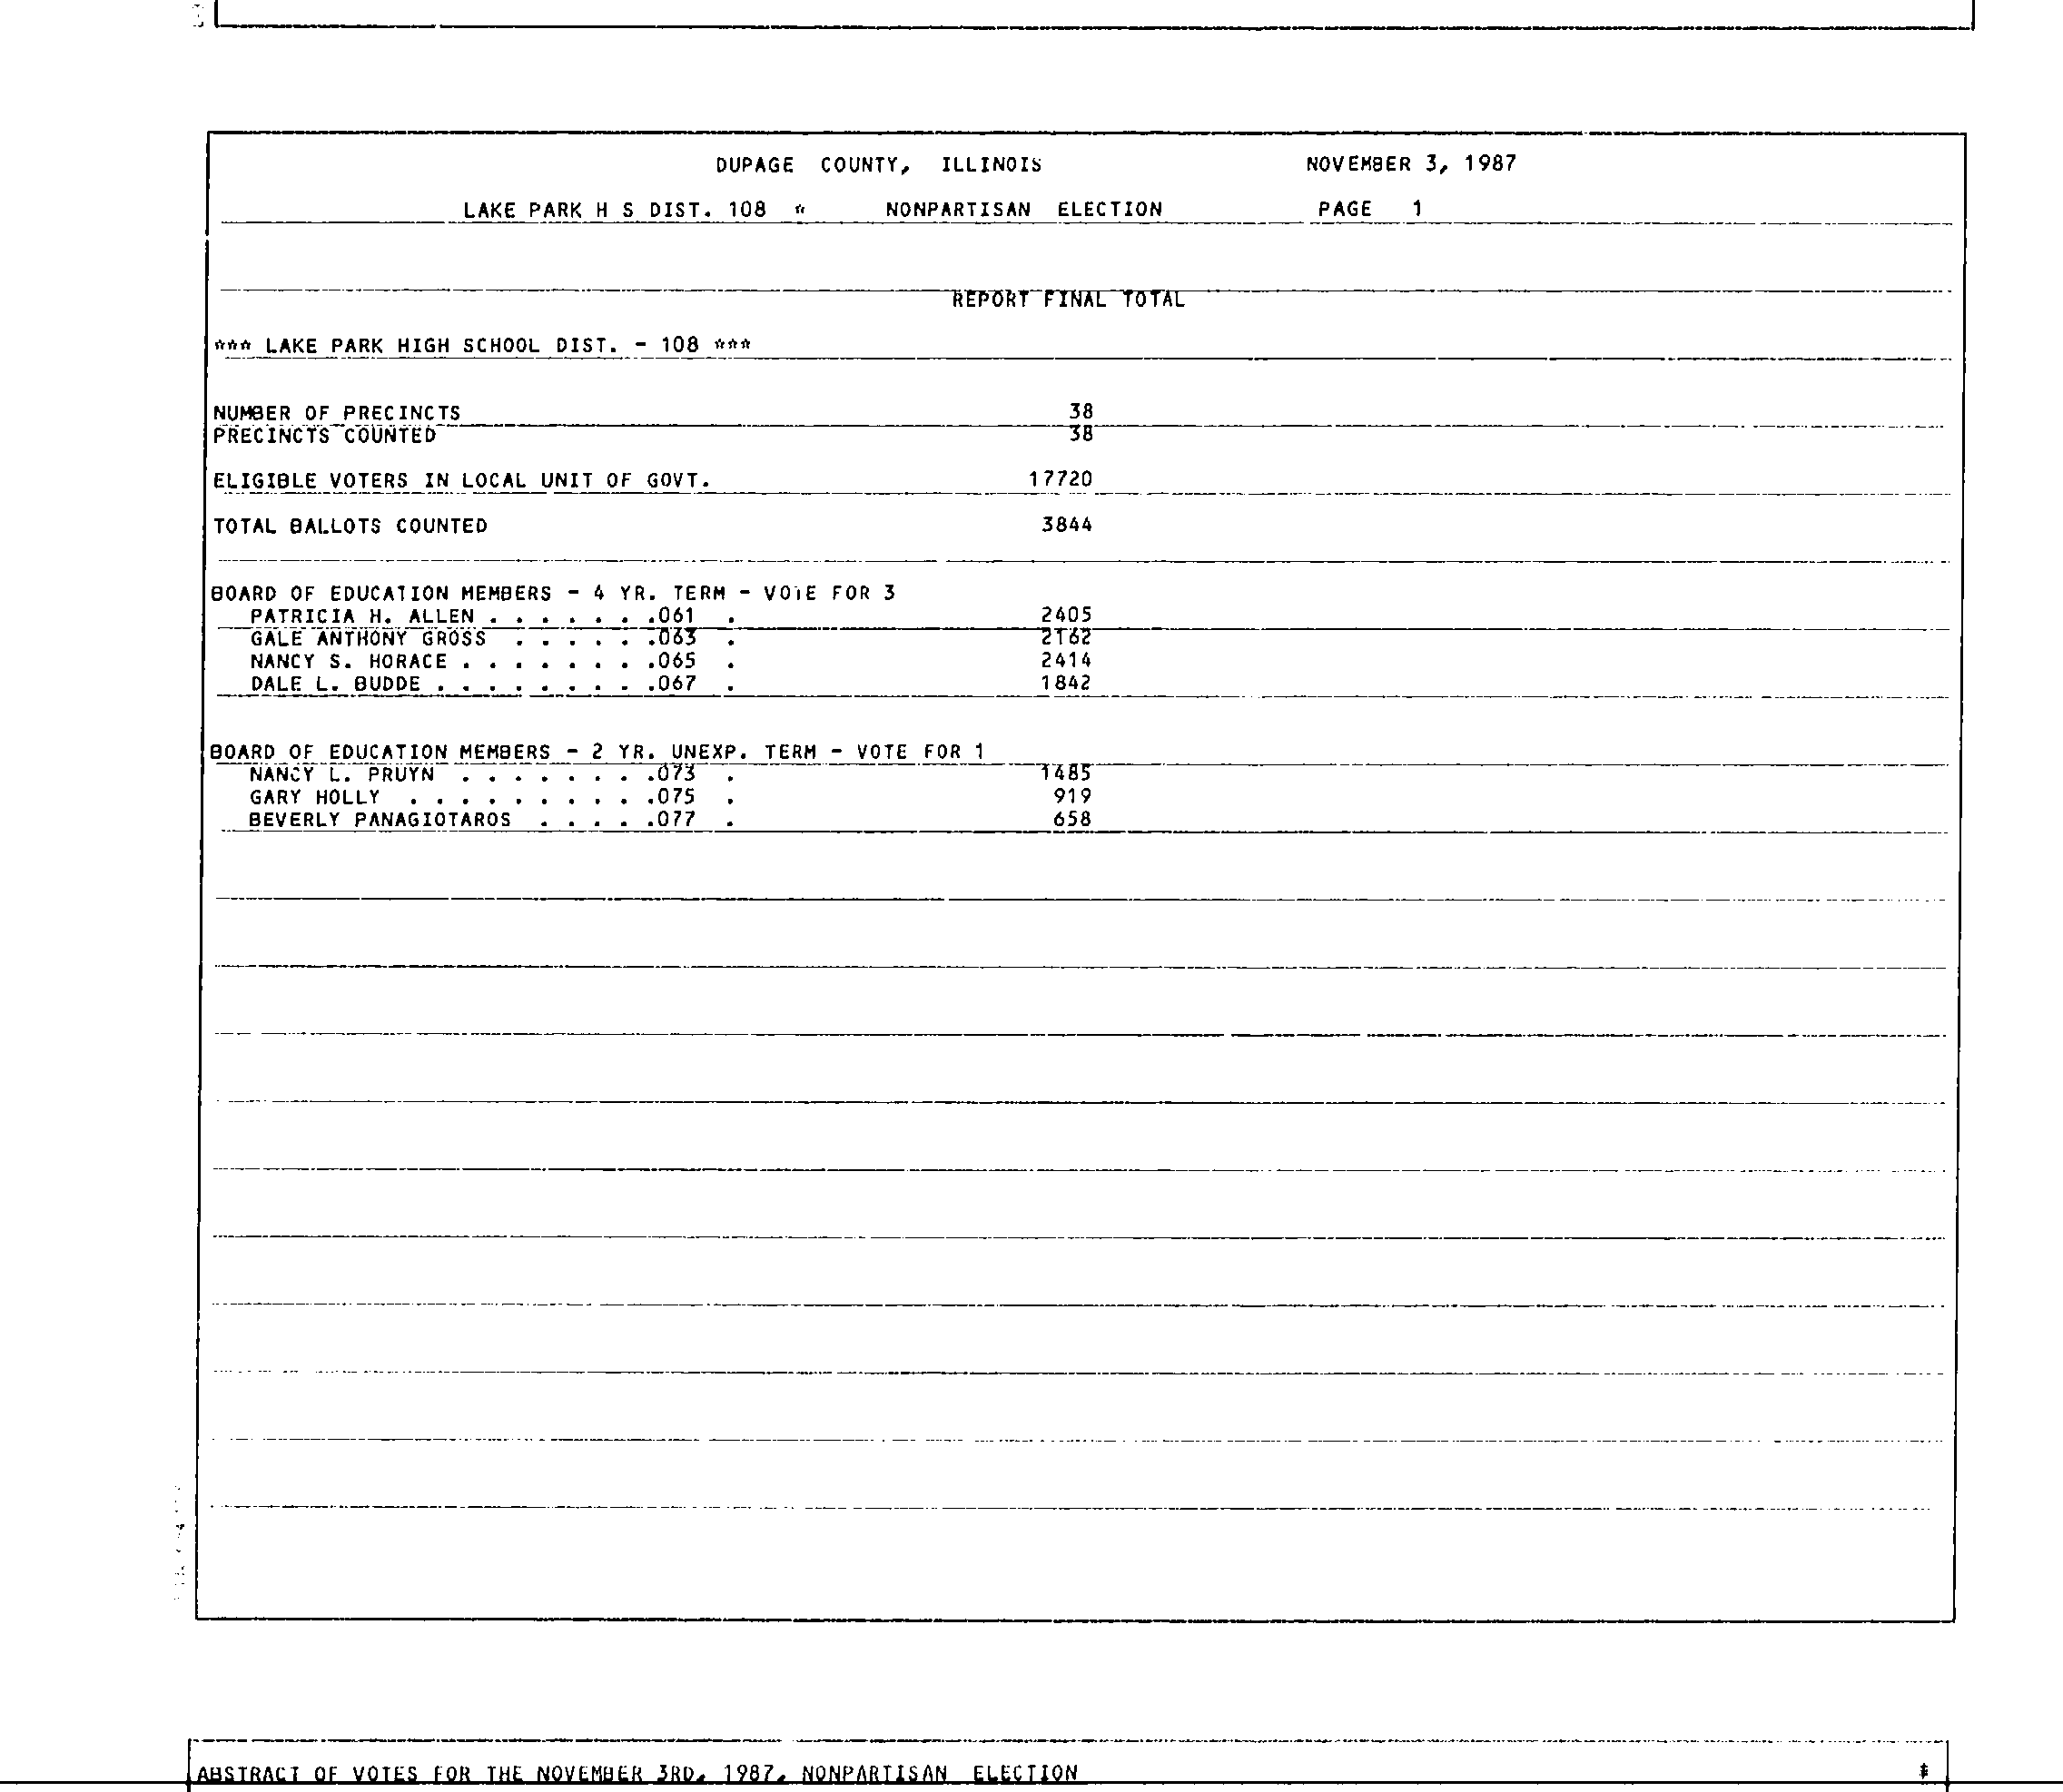 DUPAGE COUNTY, ILLINOIS NOVEMBER 3, 1987
LAKE PARK H S DIST. 108 * NONPARTISAN ELECTION PAGE 1
REPORT FINAL TOTAL
*** LAKE PARK HIGH SCHOOL DIST. - 108 ***
NUMBER OF PRECINCTS 38
PRECINCTS COUNTED 38
ELIGIBLE VOTERS IN LOCAL UNIT OF GOVT. 17720
TOTAL BALLOTS COUNTED 3844
BOARD OF EDUCATION MEMBERS - 4 YR. TERM - VOTE FOR 3
PATRICIA H. ALLEN . . . . . . .061 . 2405
GALE ANTHONY GROSS . . . . . .063 . 2162
NANCY S. HORACE . . . . . . . .065 . 2414
DALE L. BUDDE . . . . . . . . .067 . 1842
BOARD OF EDUCATION MEMBERS - 2 YR. UNEXP. TERM - VOTE FOR 1
NANCY L. PRUYN . . . . . . . .073 . 1485
GARY HOLLY . . . . . . . . . .075 . 919
BEVERLY PANAGIOTAROS . . . . .077 . 658
ABSTRACT OF VOTES FOR THE NOVEMBER 3RD, 1987, NONPARTISAN ELECTION *